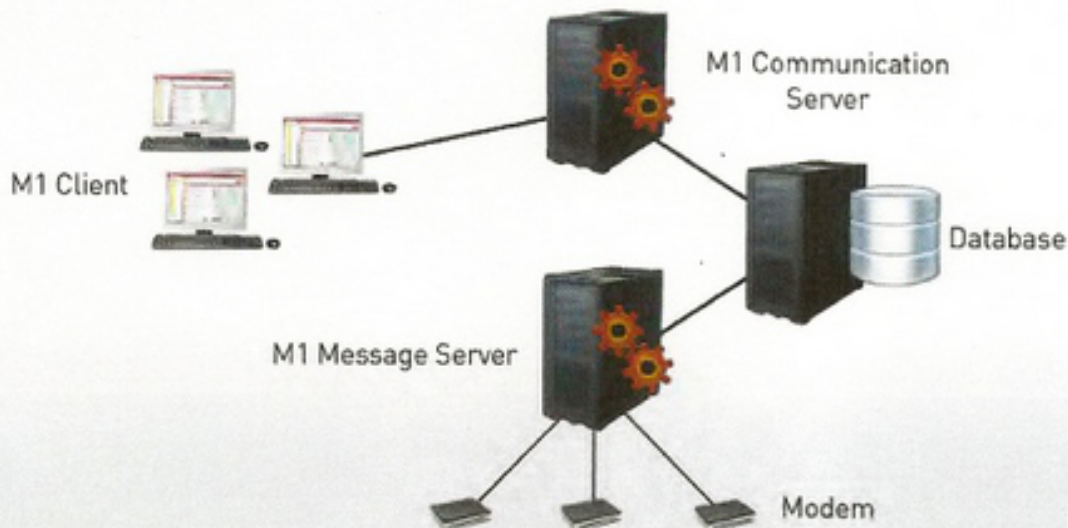 M1 Communication
Server
M1 Client
Database
M1 Message Server
Modem